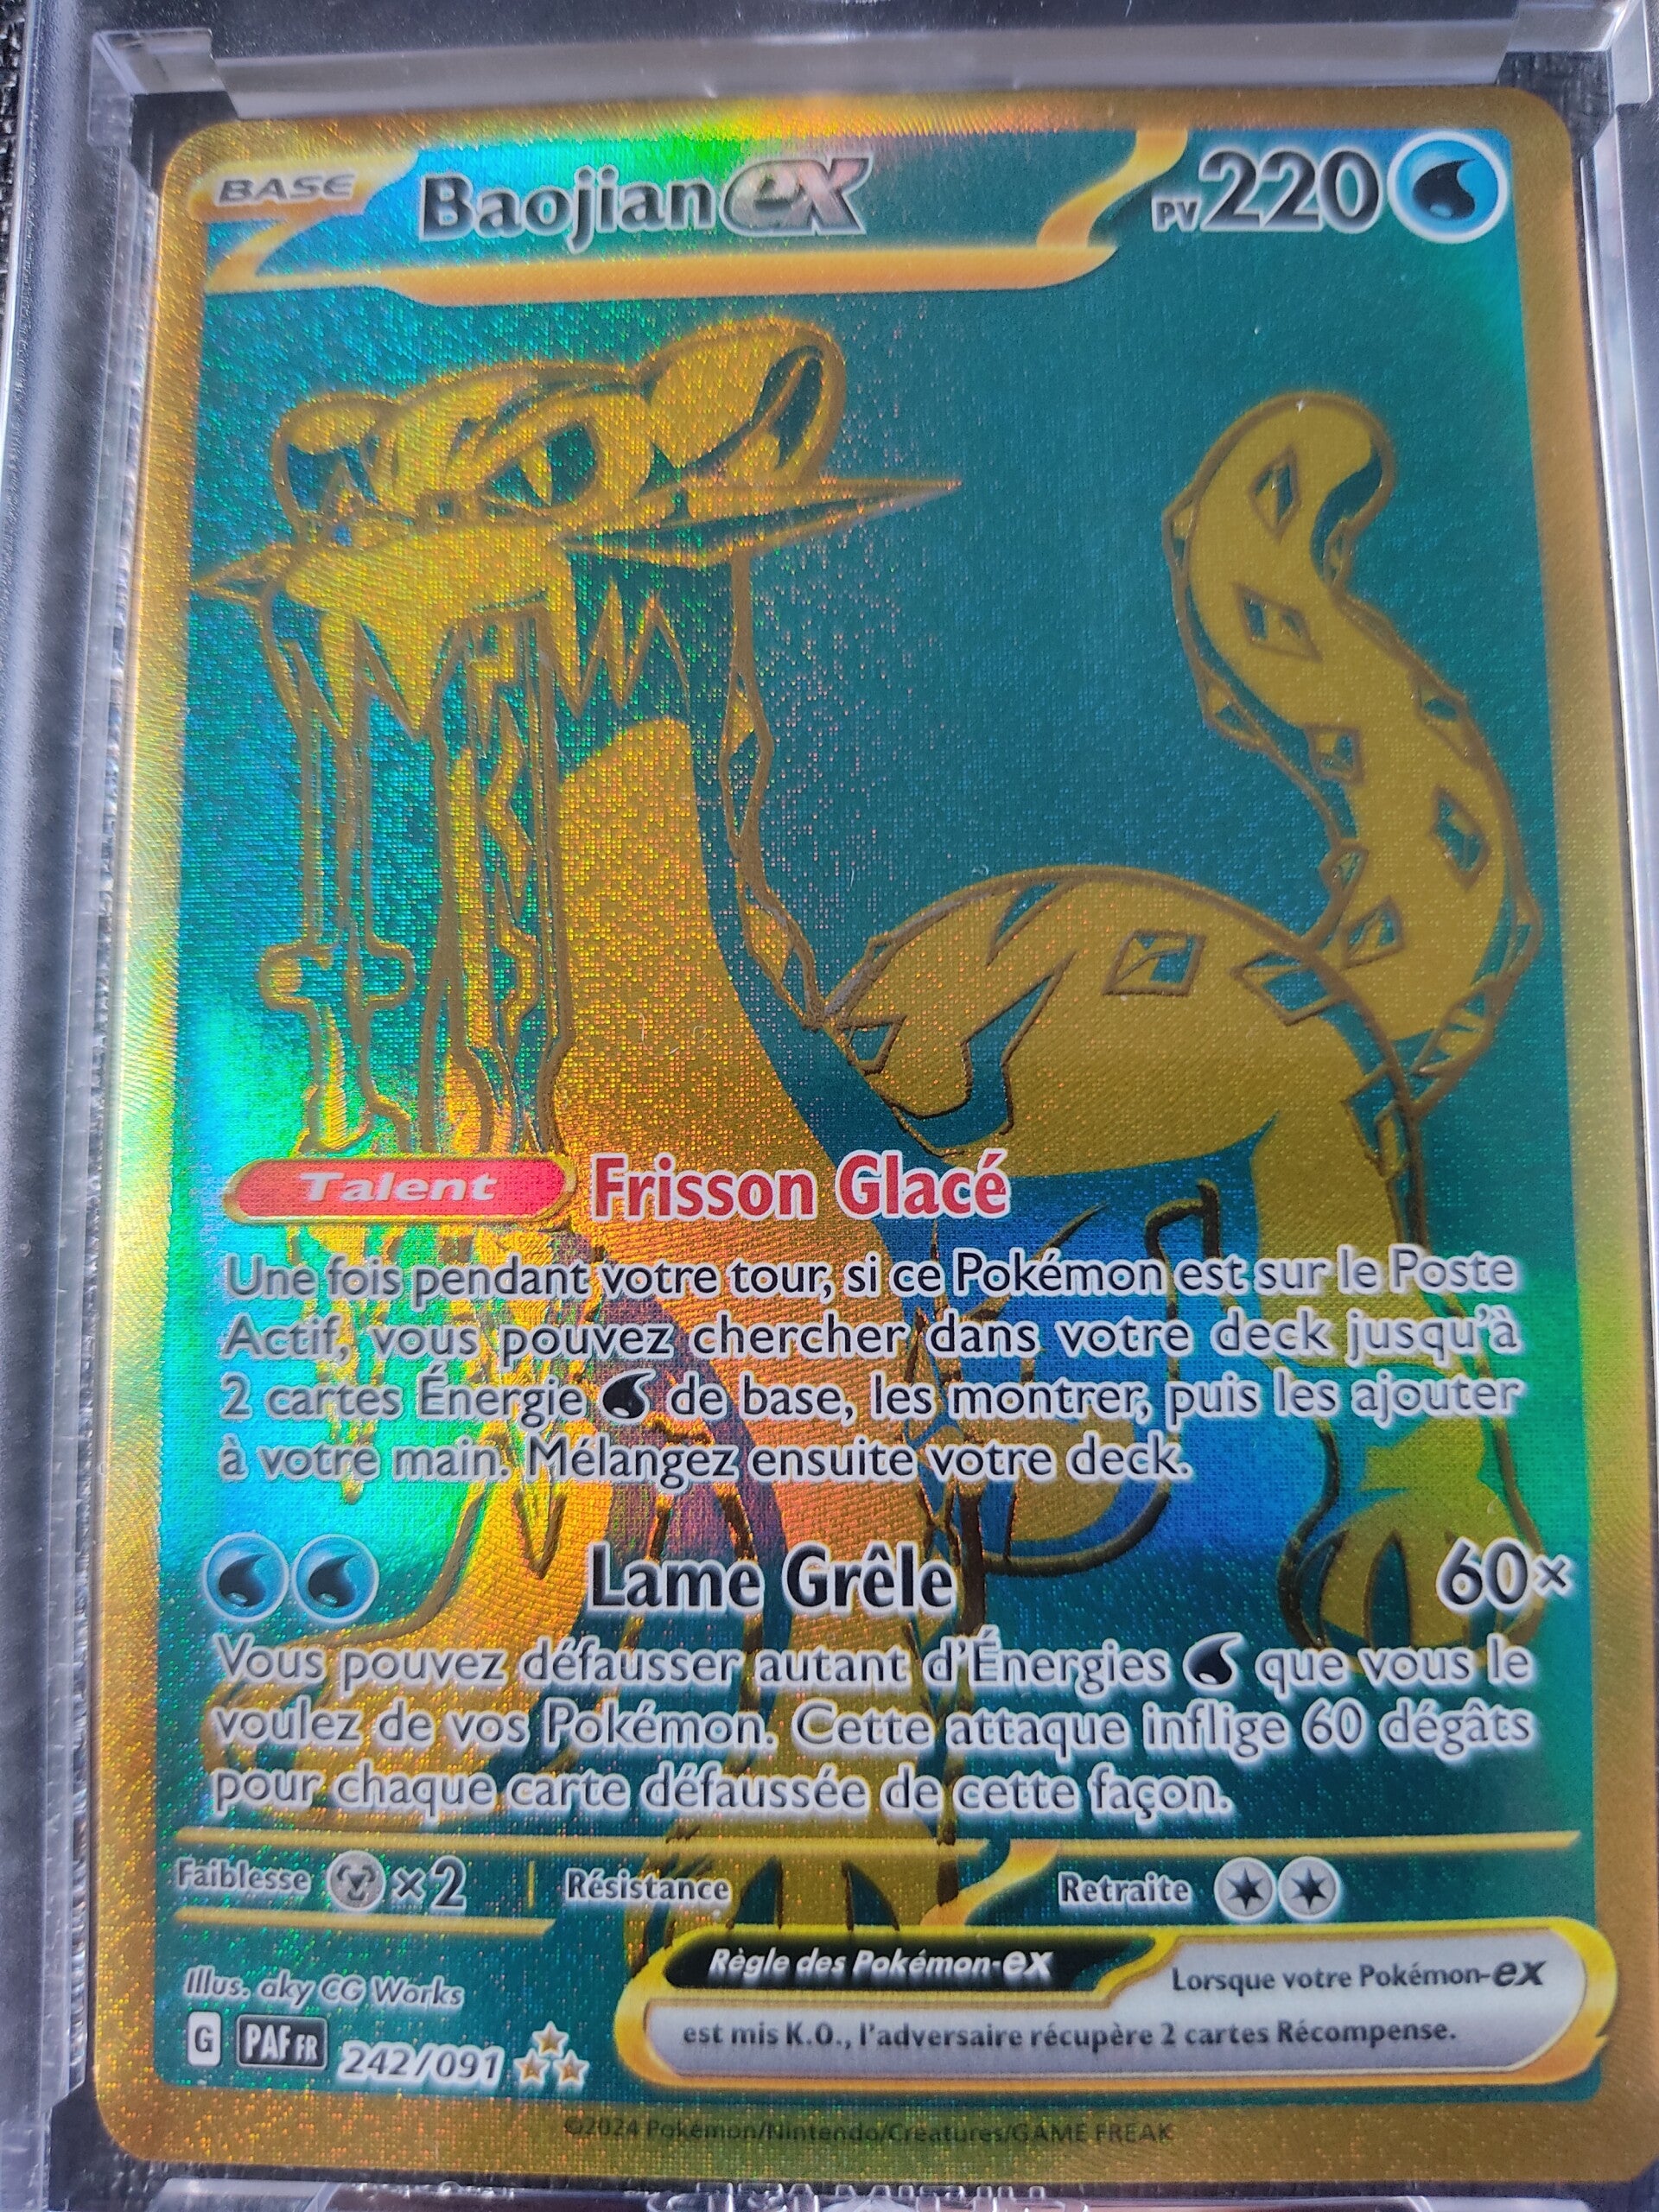 BASE Baojian ex PV 220
Talent Frisson Glacé
Une fois pendant votre tour, si ce Pokémon est sur le Poste
Actif, vous pouvez chercher dans votre deck jusqu'à
2 cartes Énergie de base, les montrer, puis les ajouter
à votre main. Mélangez ensuite votre deck.
Lame Grêle 60×
Vous pouvez défausser autant d'Énergies que vous le
voulez de vos Pokémon. Cette attaque inflige 60 dégâts
pour chaque carte défaussée de cette façon.
Faiblesse ×2 Résistance Retraite
Règle des Pokémon-ex Lorsque votre Pokémon-ex
est mis K.O., l'adversaire récupère 2 cartes Récompense.
Illus. aky CG Works
G PAF FR 242/091
©2024 Pokémon/Nintendo/Creatures/GAME FREAK